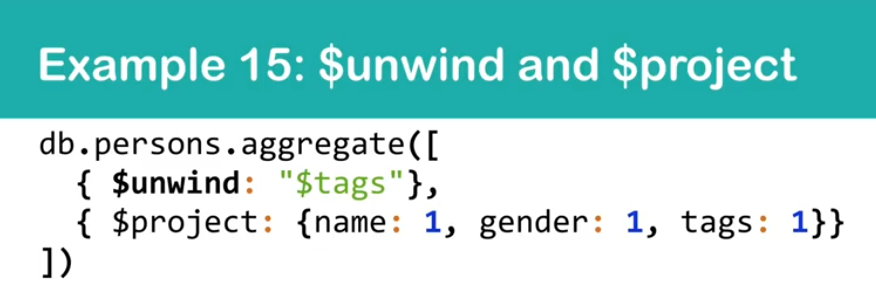 Example 15: $unwind and $project
db.persons.aggregate([
{ $unwind: "$tags"},
{ $project: {name: 1, gender: 1, tags: 1}}
])